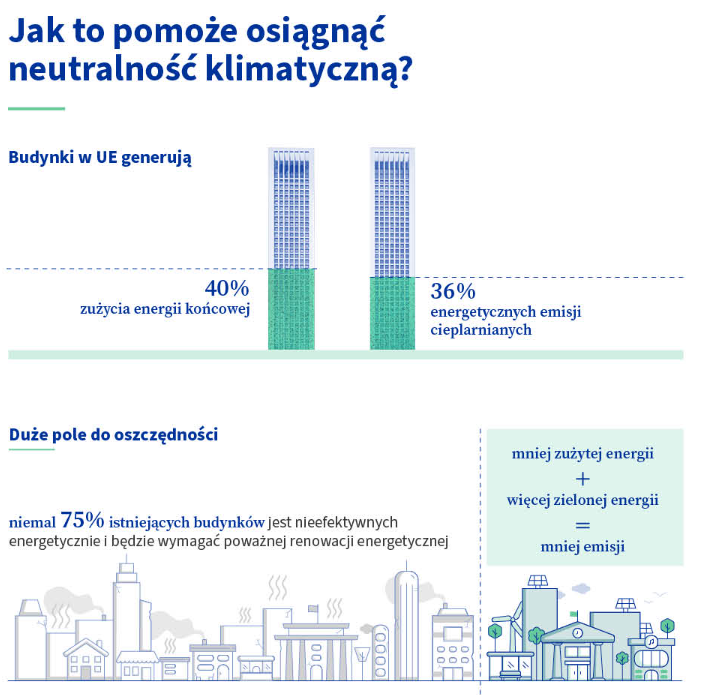 Jak to pomoże osiągnąć
neutralność klimatyczną?
Budynki w UE generują
40%
zużycia energii końcowej
36%
energetycznych emisji
cieplarnianych
Duże pole do oszczędności
niemal 75% istniejących budynków jest nieefektywnych
energetycznie i będzie wymagać poważnej renowacji energetycznej
mniej zużytej energii
+
więcej zielonej energii
=
mniej emisji